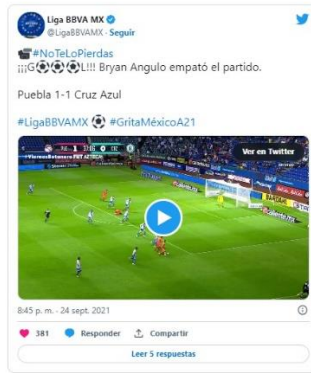 Liga BBVA MX
@LigaBBVAMX · Seguir
#NoTeLoPierdas
¡¡¡G⚽⚽⚽L!!! Bryan Angulo empató el partido.
Puebla 1-1 Cruz Azul
#LigaBBVAMX ⚽ #GritaMéxicoA21
Ver en Twitter
8:45 p. m. · 24 sept. 2021
381 Responder Compartir
Leer 5 respuestas